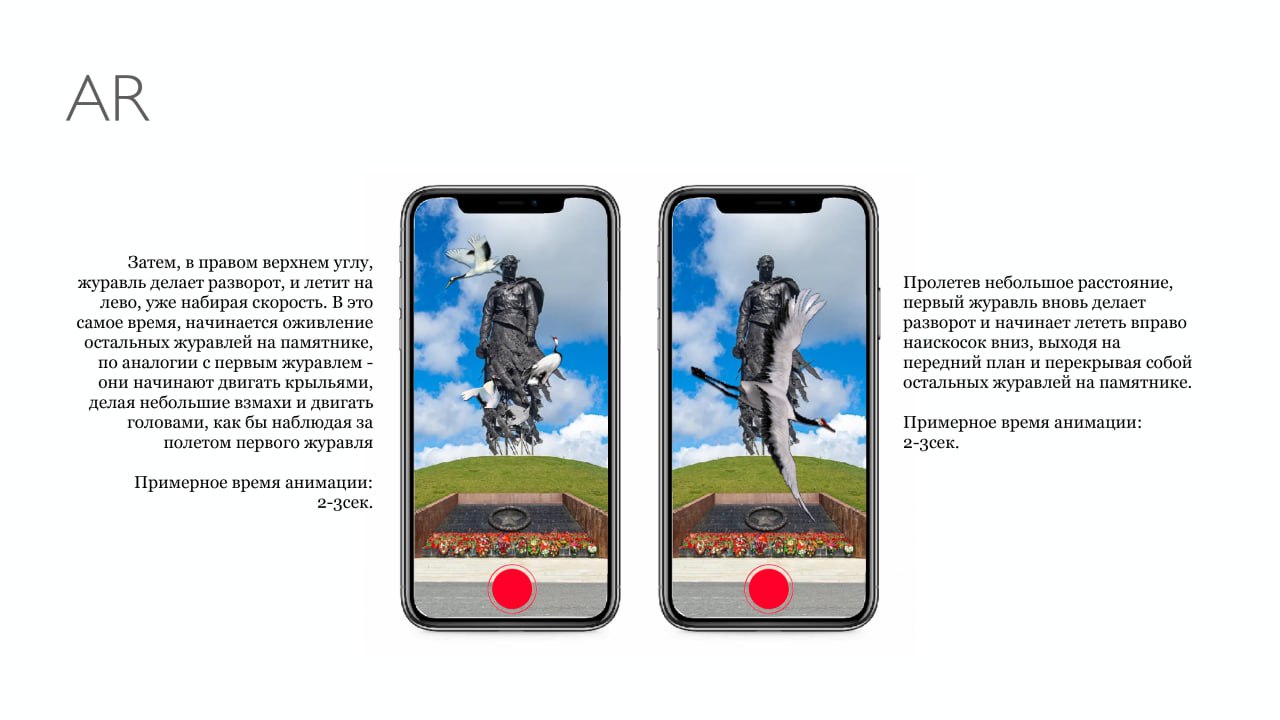 AR
Затем, в правом верхнем углу,
журавль делает разворот, и летит на
лево, уже набирая скорость. В это
самое время, начинается оживление
остальных журавлей на памятнике,
по аналогии с первым журавлем -
они начинают двигать крыльями,
делая небольшие взмахи и двигать
головами, как бы наблюдая за
полетом первого журавля
Примерное время анимации:
2-3сек.
Пролетев небольшое расстояние,
первый журавль вновь делает
разворот и начинает лететь вправо
наискосок вниз, выходя на
передний план и перекрывая собой
остальных журавлей на памятнике.
Примерное время анимации:
2-3сек.